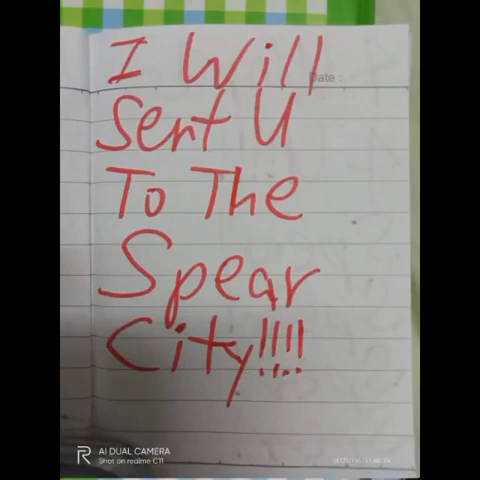 I Will
Date :
Sent U
To The
Spear
City!!!!
AI DUAL CAMERA
Shot on realme C11